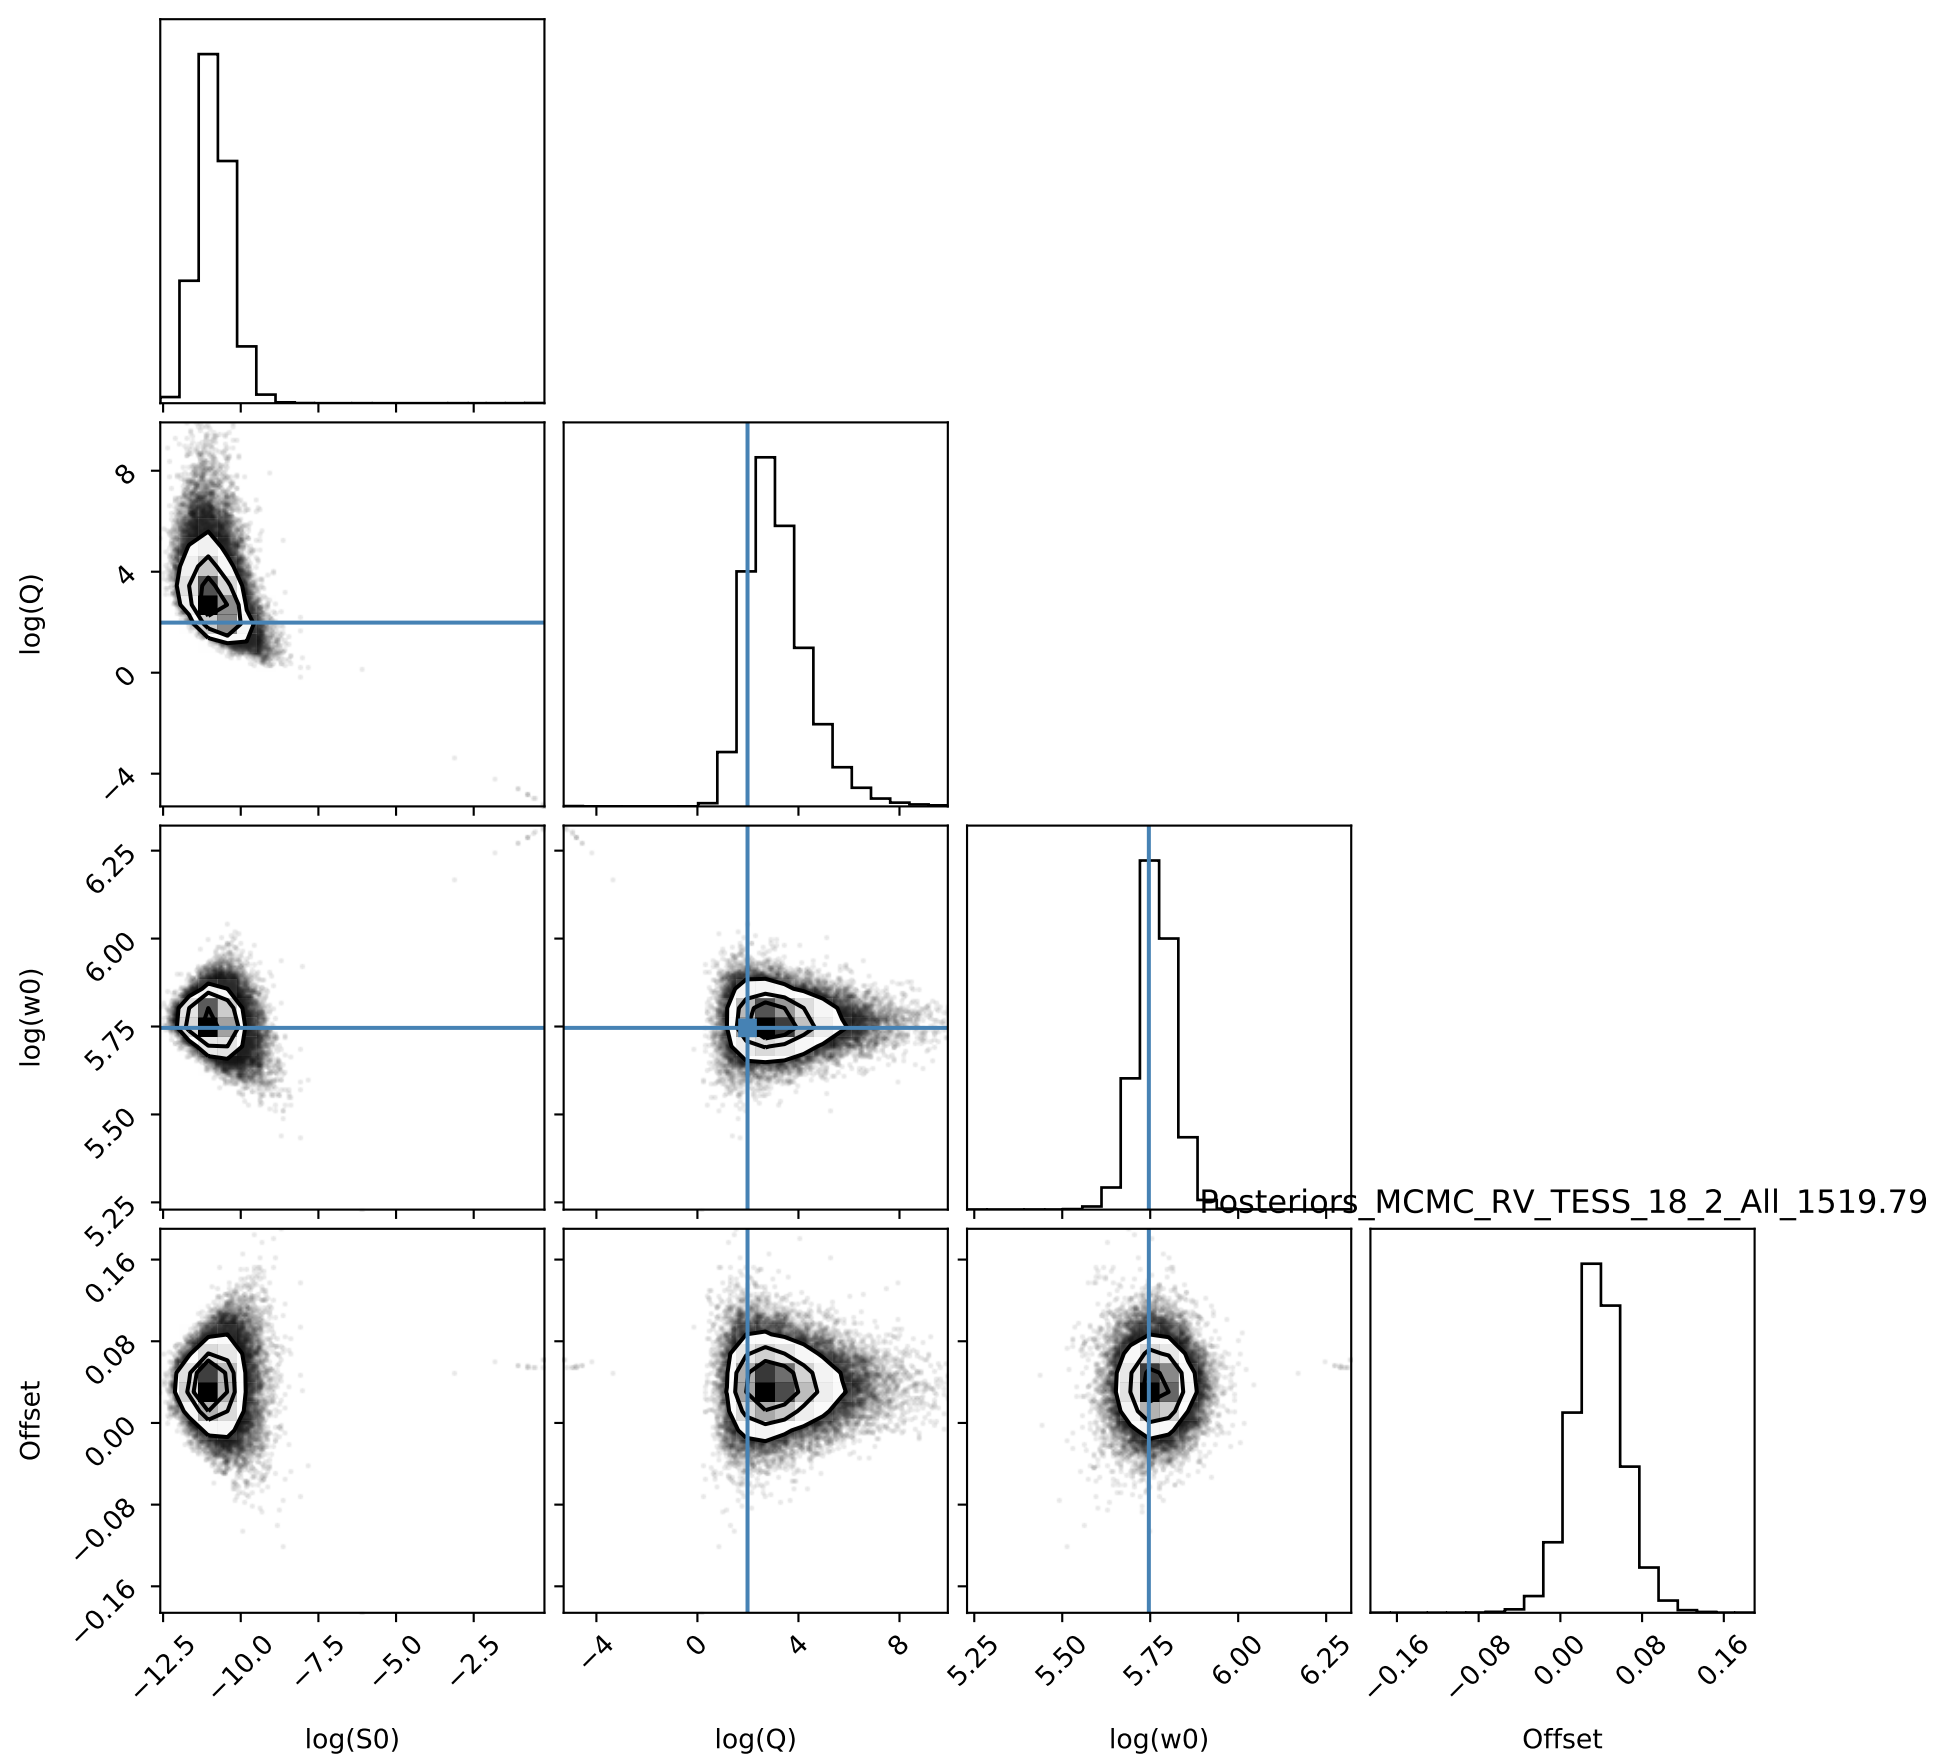 8
4
0
−4
log(Q)
6.25
6.00
5.75
5.50
5.25
log(w0)
Posteriors_MCMC_RV_TESS_18_2_All_1519.79
0.16
0.08
0.00
−0.08
−0.16
Offset
−12.5 −10.0 −7.5 −5.0 −2.5 −4 0 4 8 5.25 5.50 5.75 6.00 6.25 −0.16 −0.08 0.00 0.08 0.16
log(S0) log(Q) log(w0) Offset